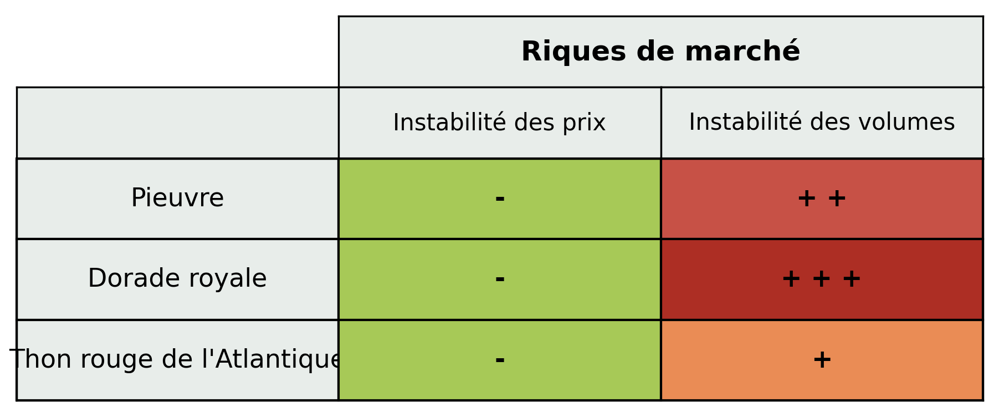 Riques de marché
Instabilité des prix Instabilité des volumes
Pieuvre - + +
Dorade royale - + + +
Thon rouge de l'Atlantique - +